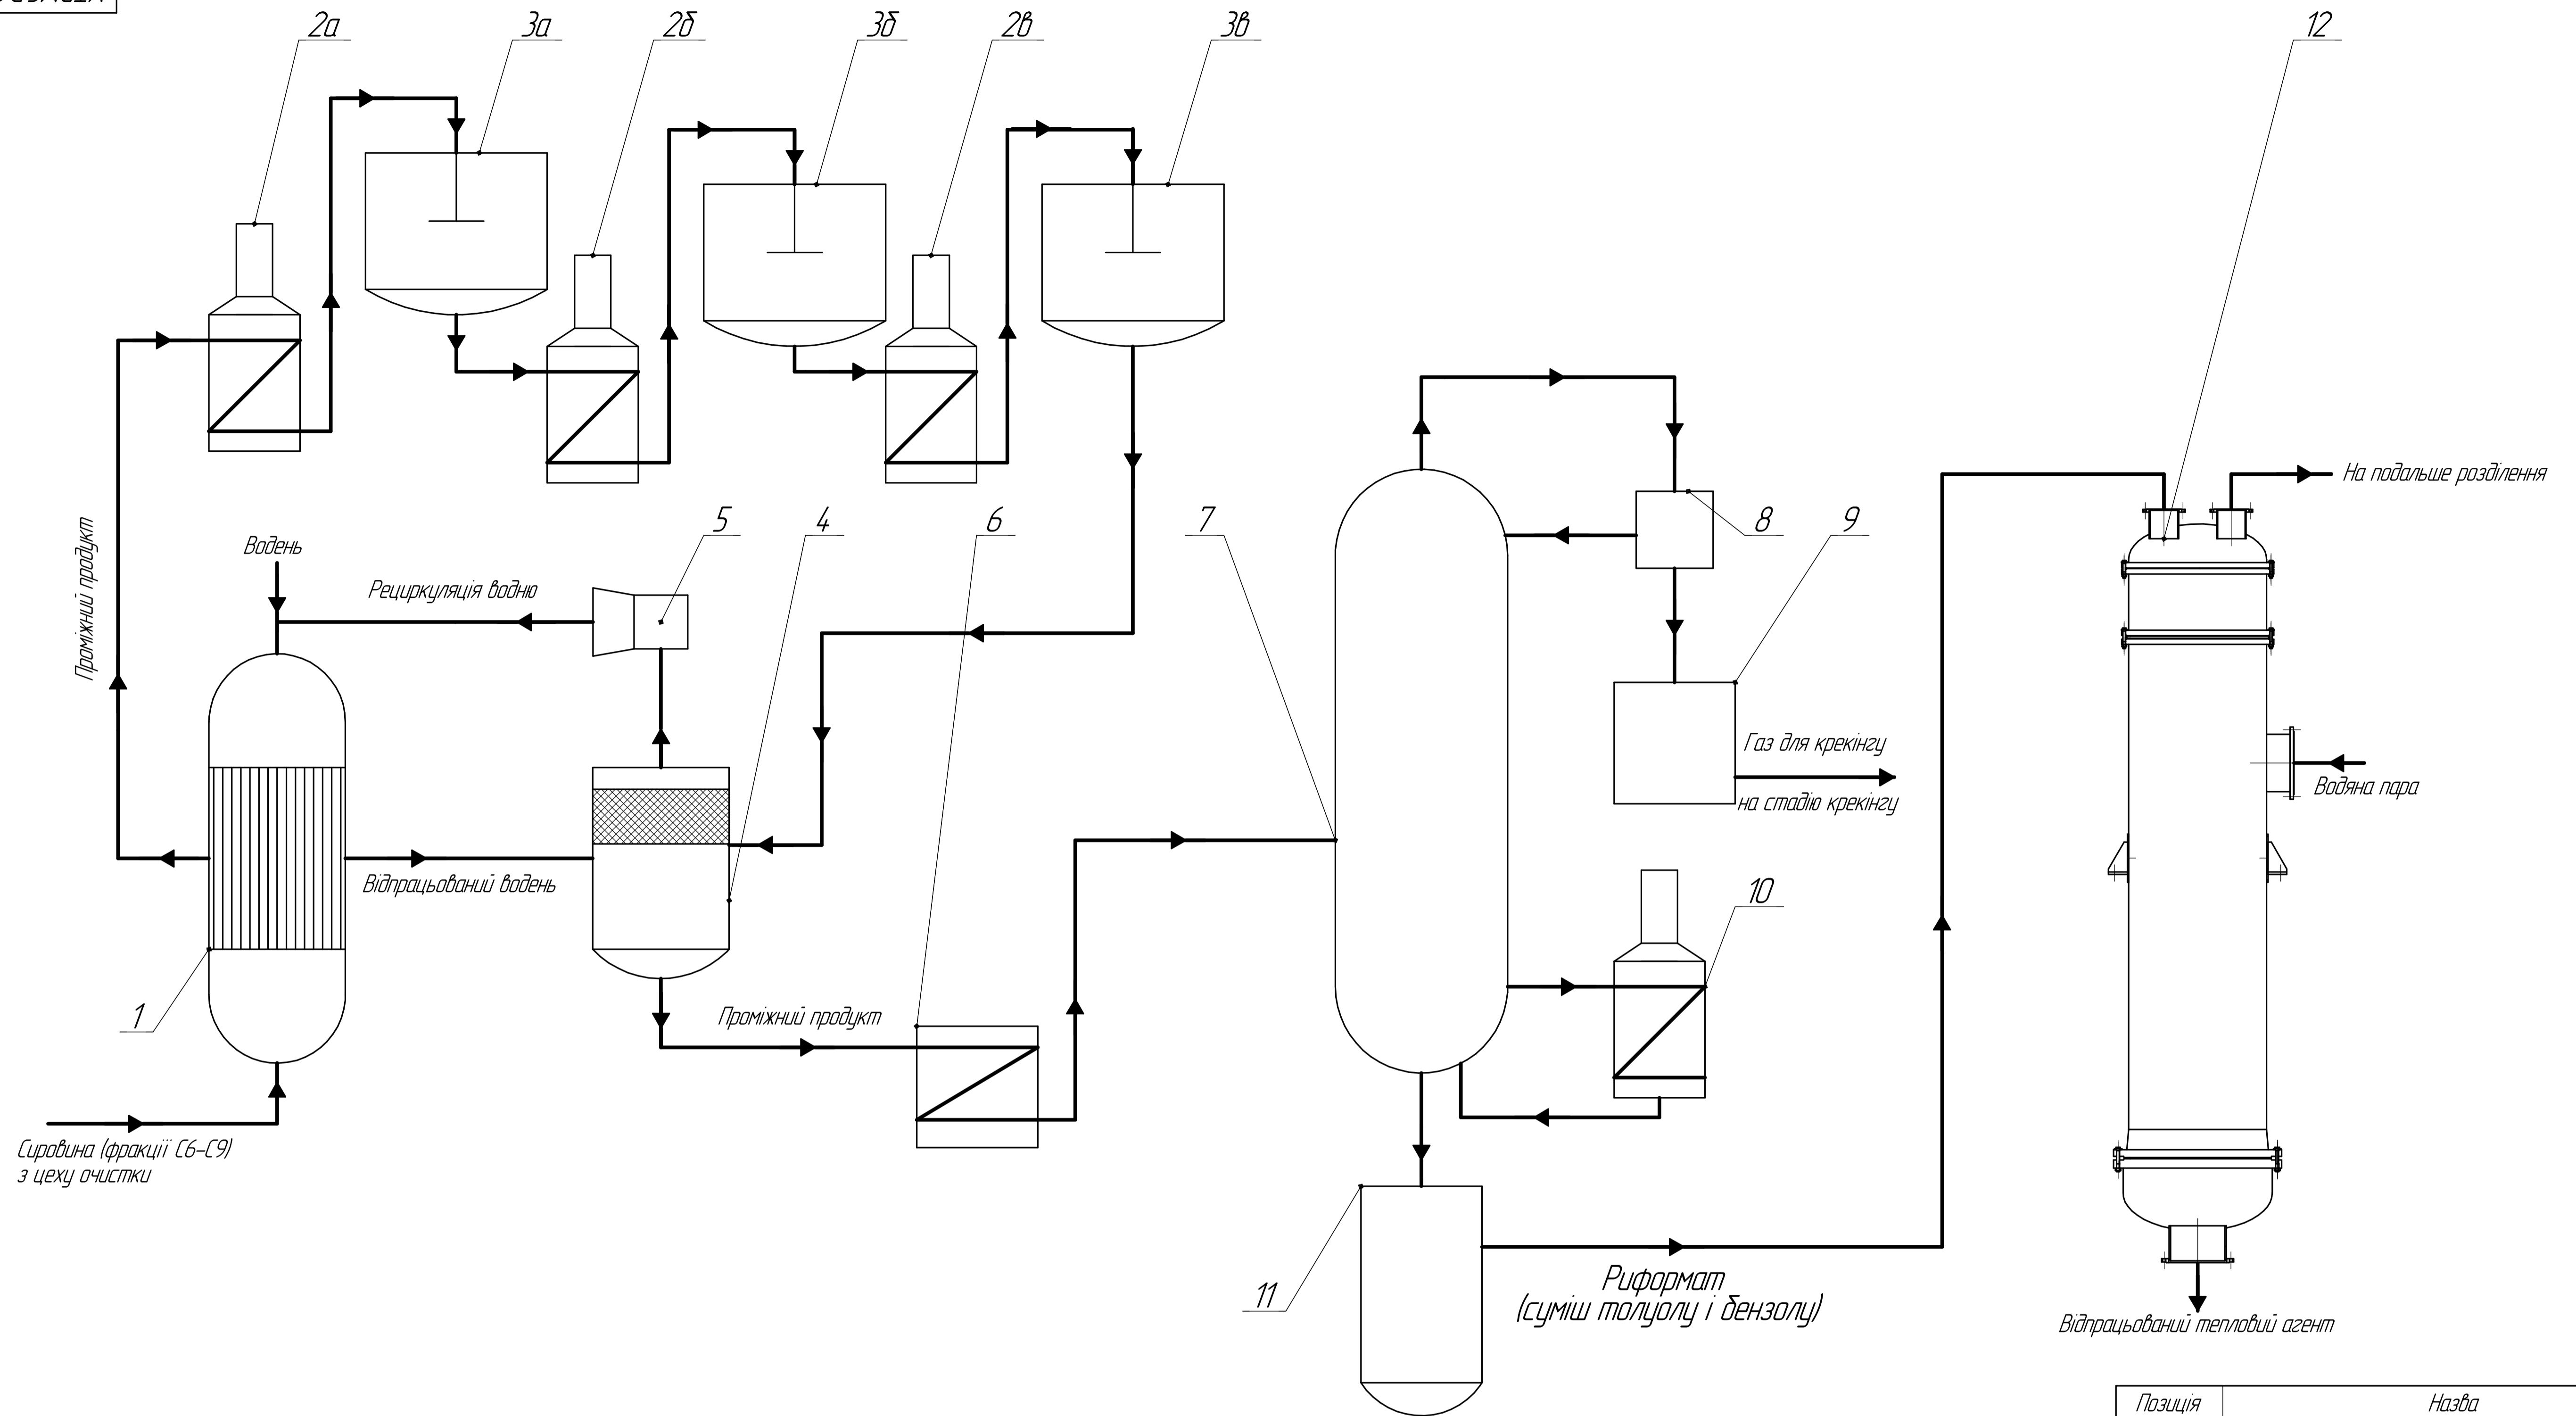 2а
3а
2б
3б
2в
3в
12
На подальше розділення
5
4
6
7
8
9
Водень
Рециркуляція водню
Проміжний продукт
Газ для крекінгу
на стадію крекінгу
Водяна пара
Відпрацьований водень
10
1
Проміжний продукт
Сировина (фракції С6-С9)
з цеху очистки
11
Риформат
(суміш толуолу і бензолу)
Відпрацьований тепловий агент
Позиція
Назва